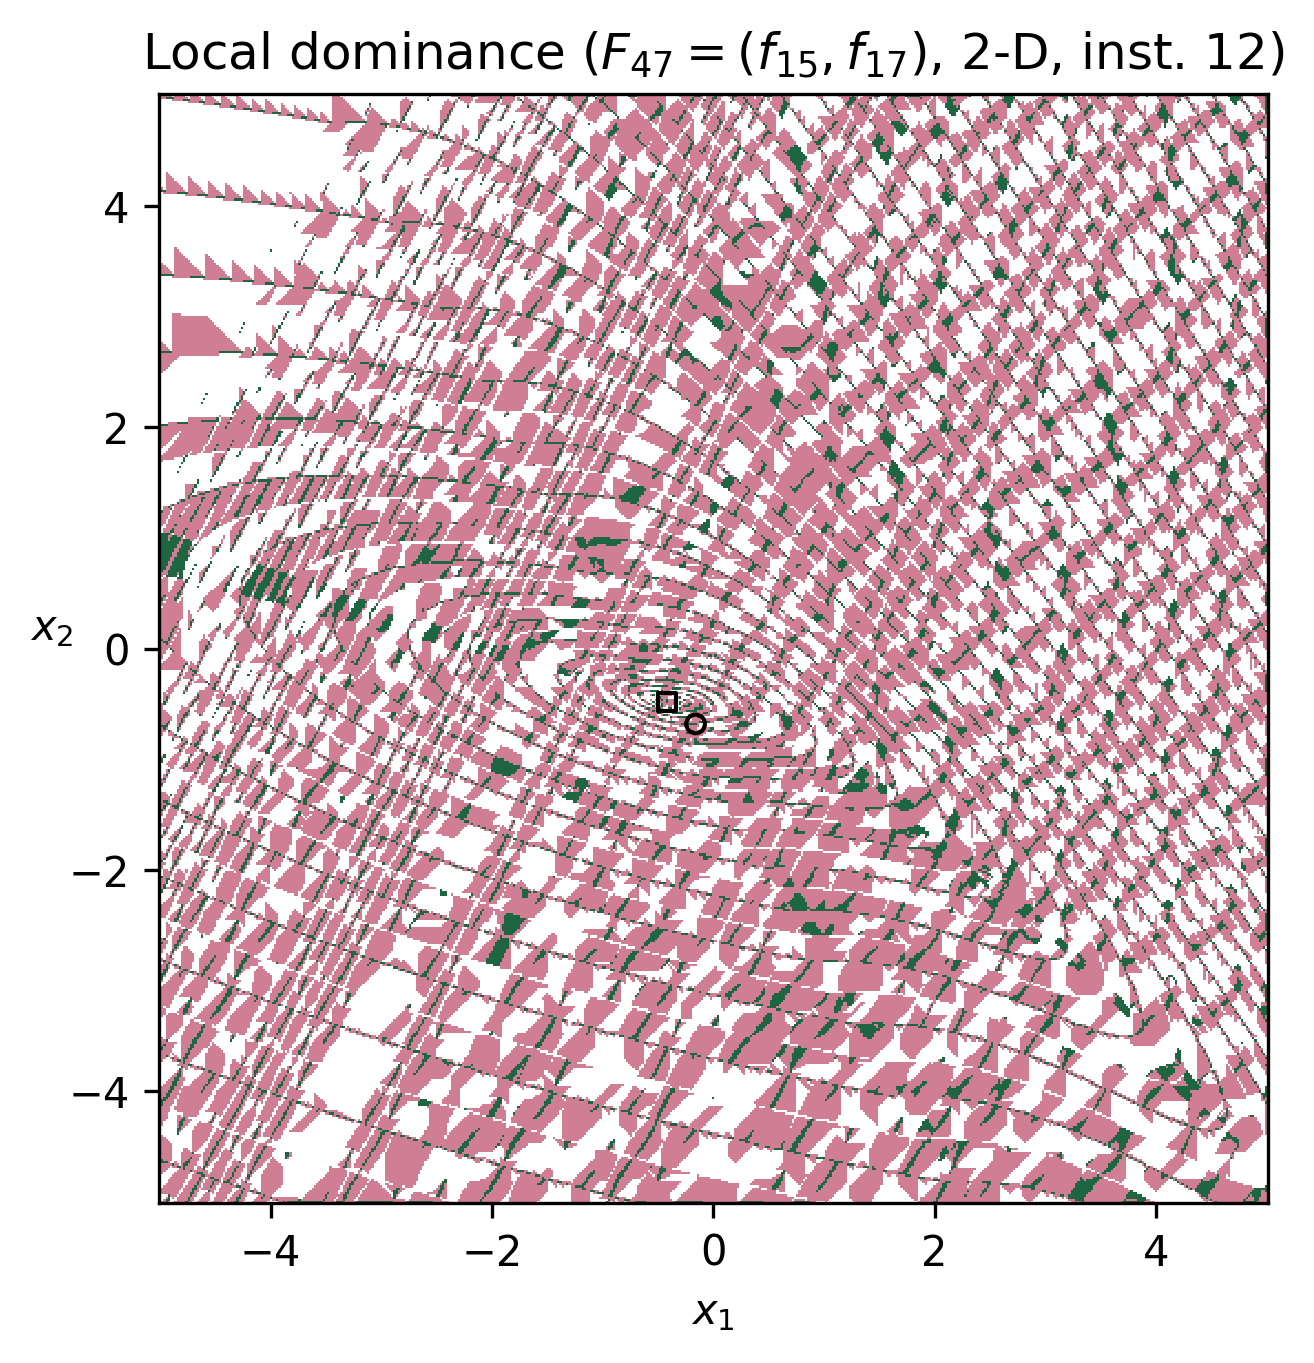 Local dominance (F₄₇ = (f₁₅, f₁₇), 2-D, inst. 12)
4
2
0
−2
−4
x₂
−4 −2 0 2 4
x₁